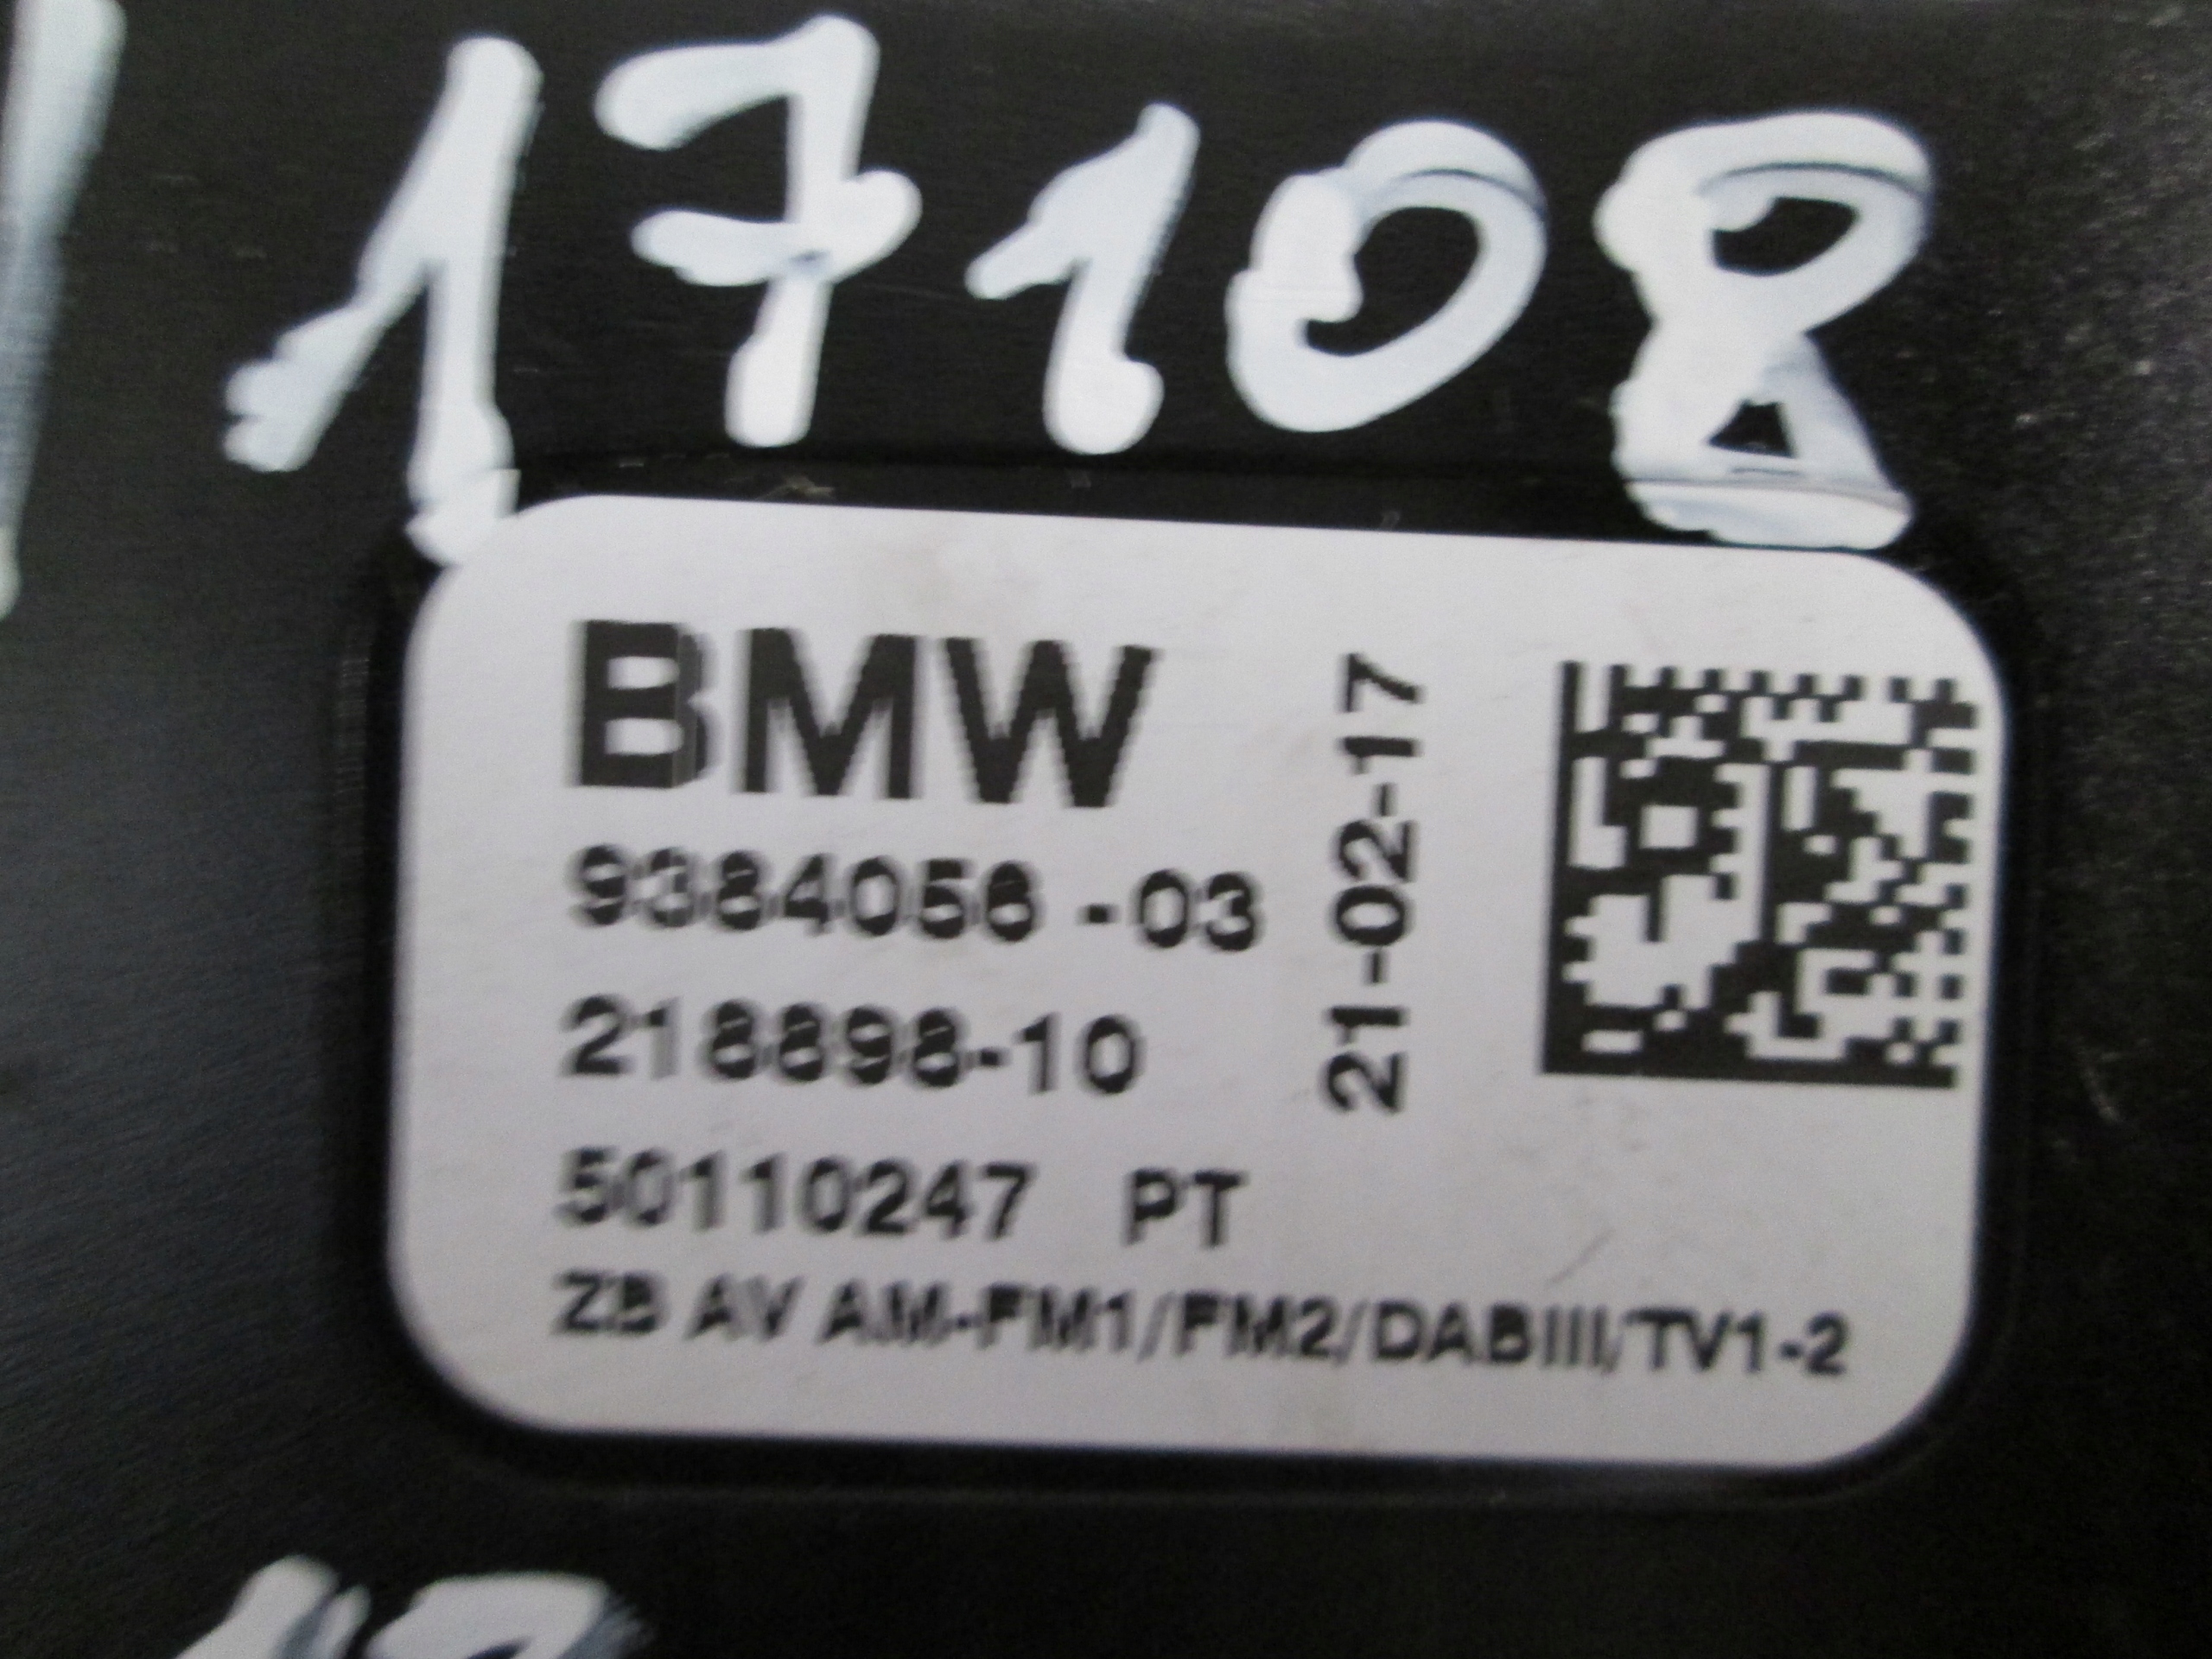 17108
BMW
9384056 -03
218898-10
50110247 PT
ZB AV AM-FM1/FM2/DABIII/TV1-2
21-02-17